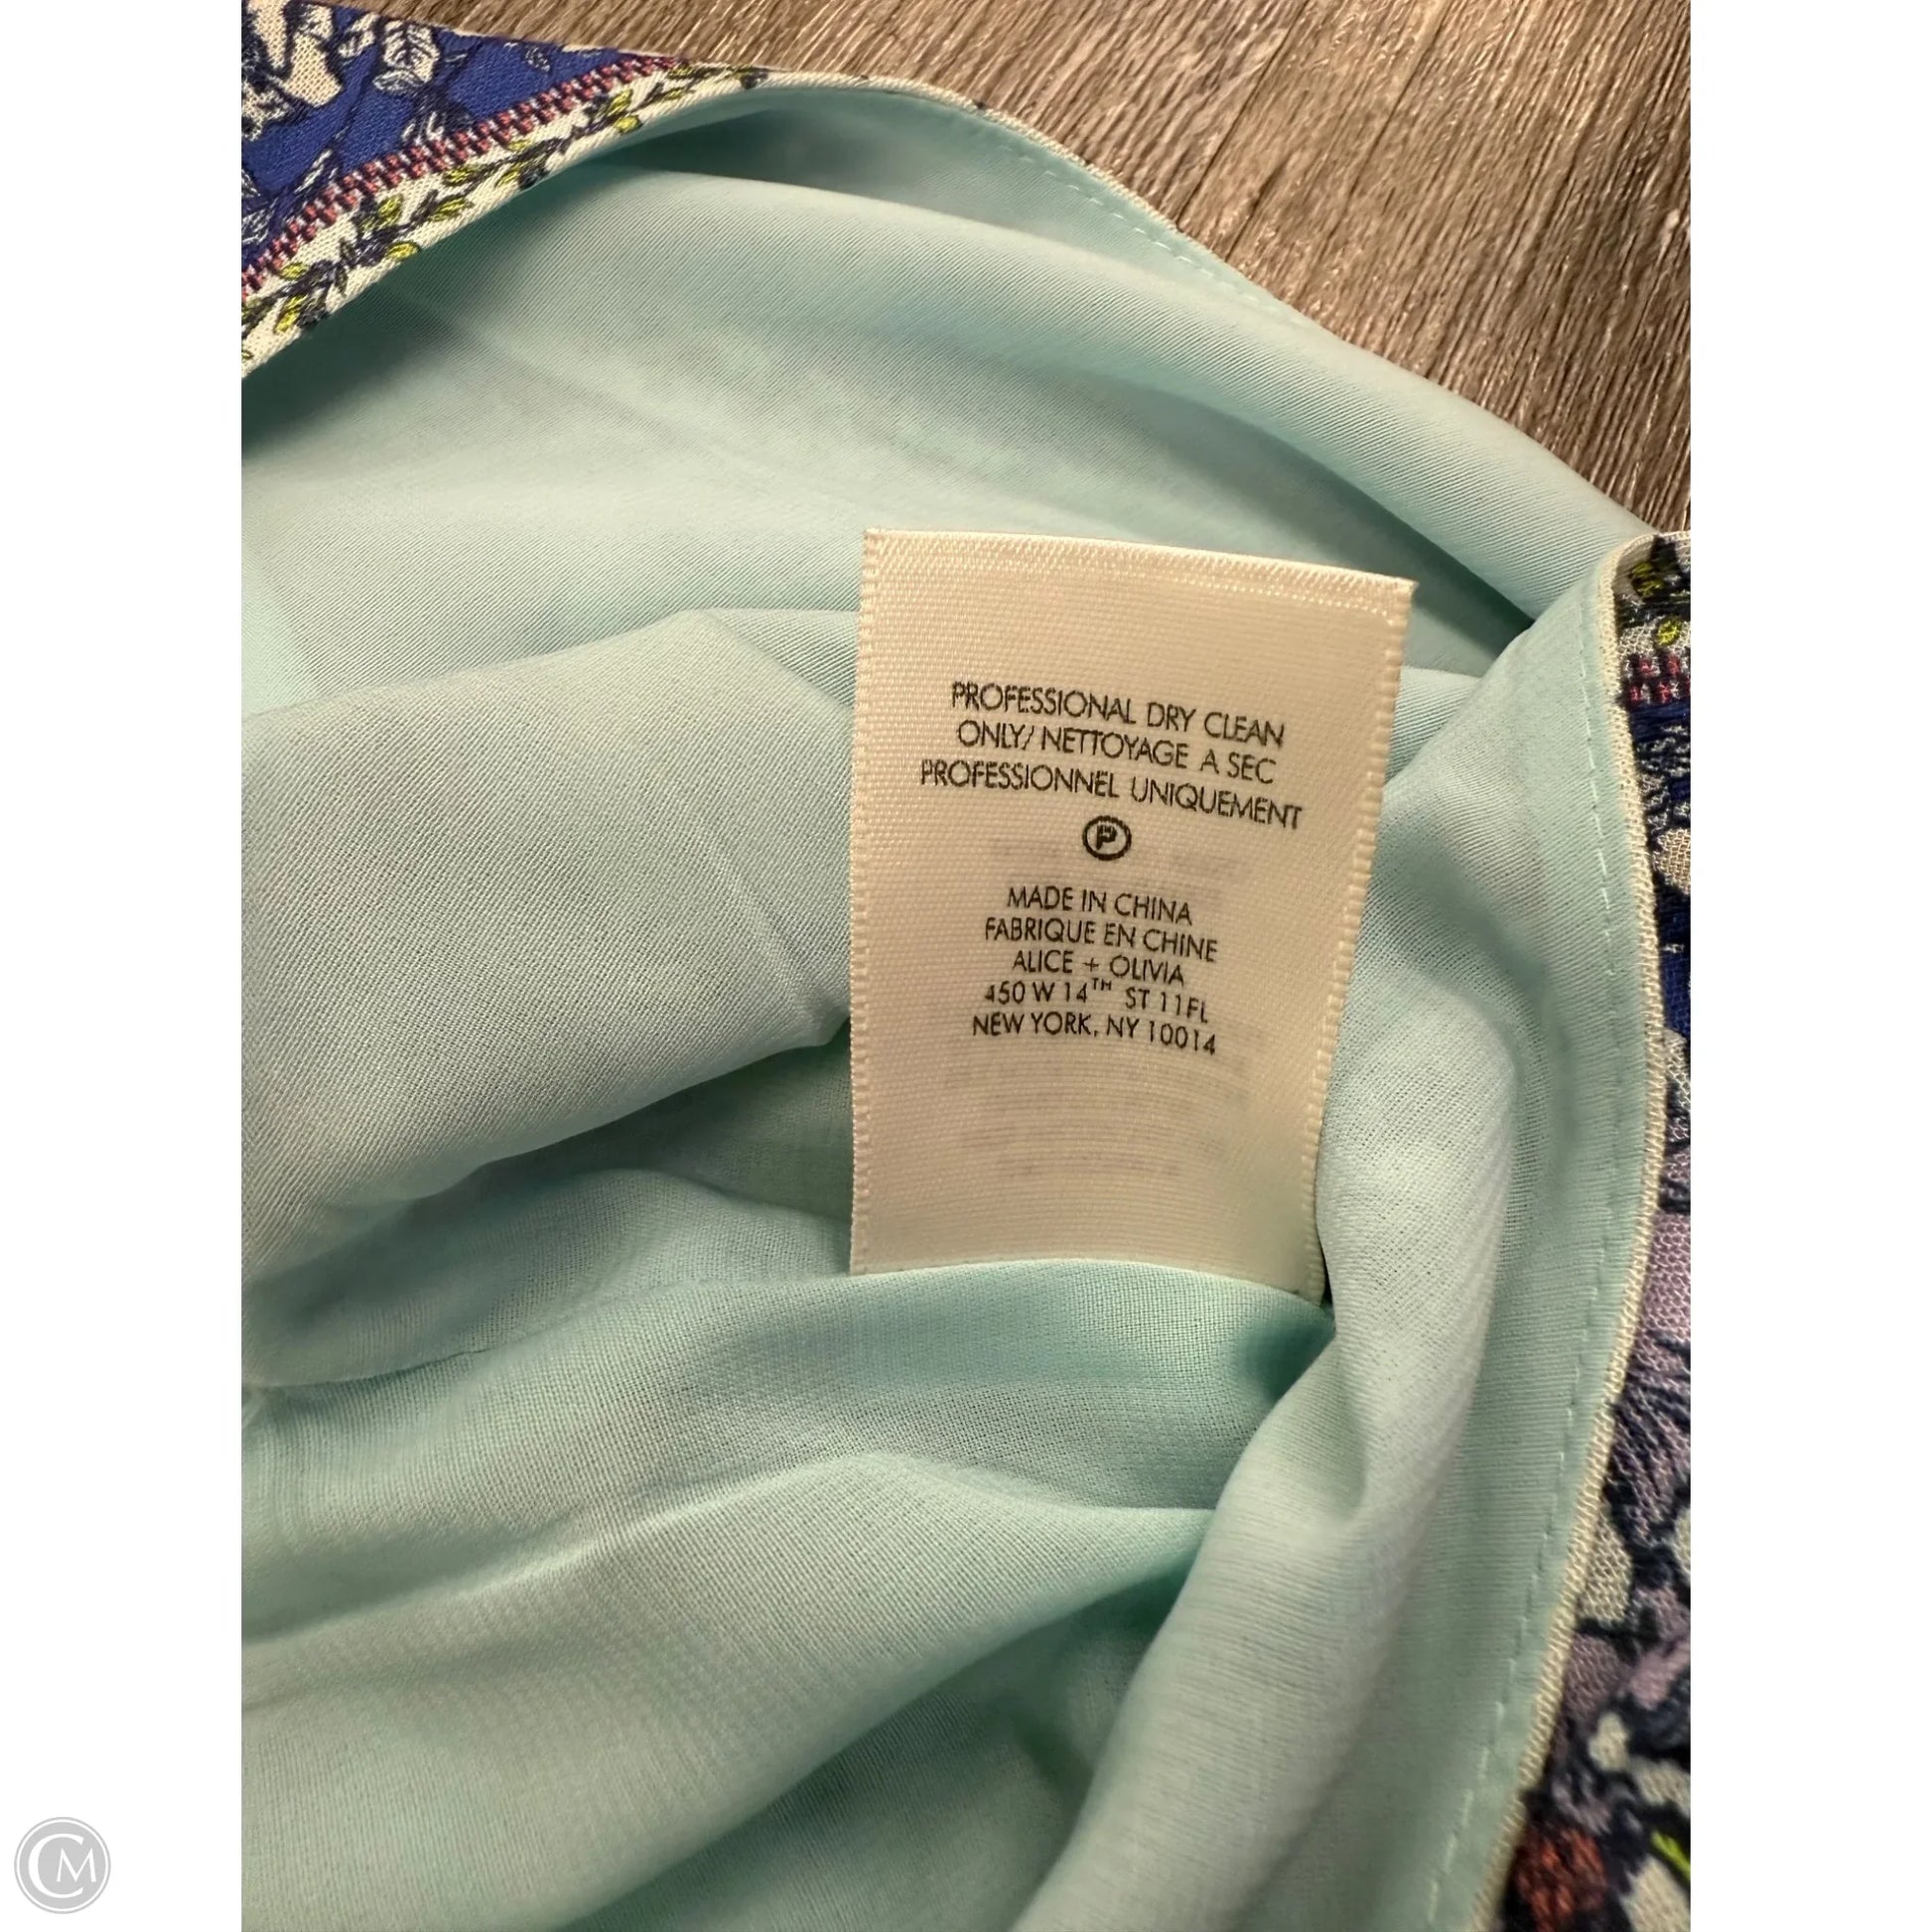 PROFESSIONAL DRY CLEAN
ONLY/ NETTOYAGE A SEC
PROFESSIONNEL UNIQUEMENT
P
MADE IN CHINA
FABRIQUE EN CHINE
ALICE + OLIVIA
450 W 14TH ST 11FL
NEW YORK, NY 10014
CM